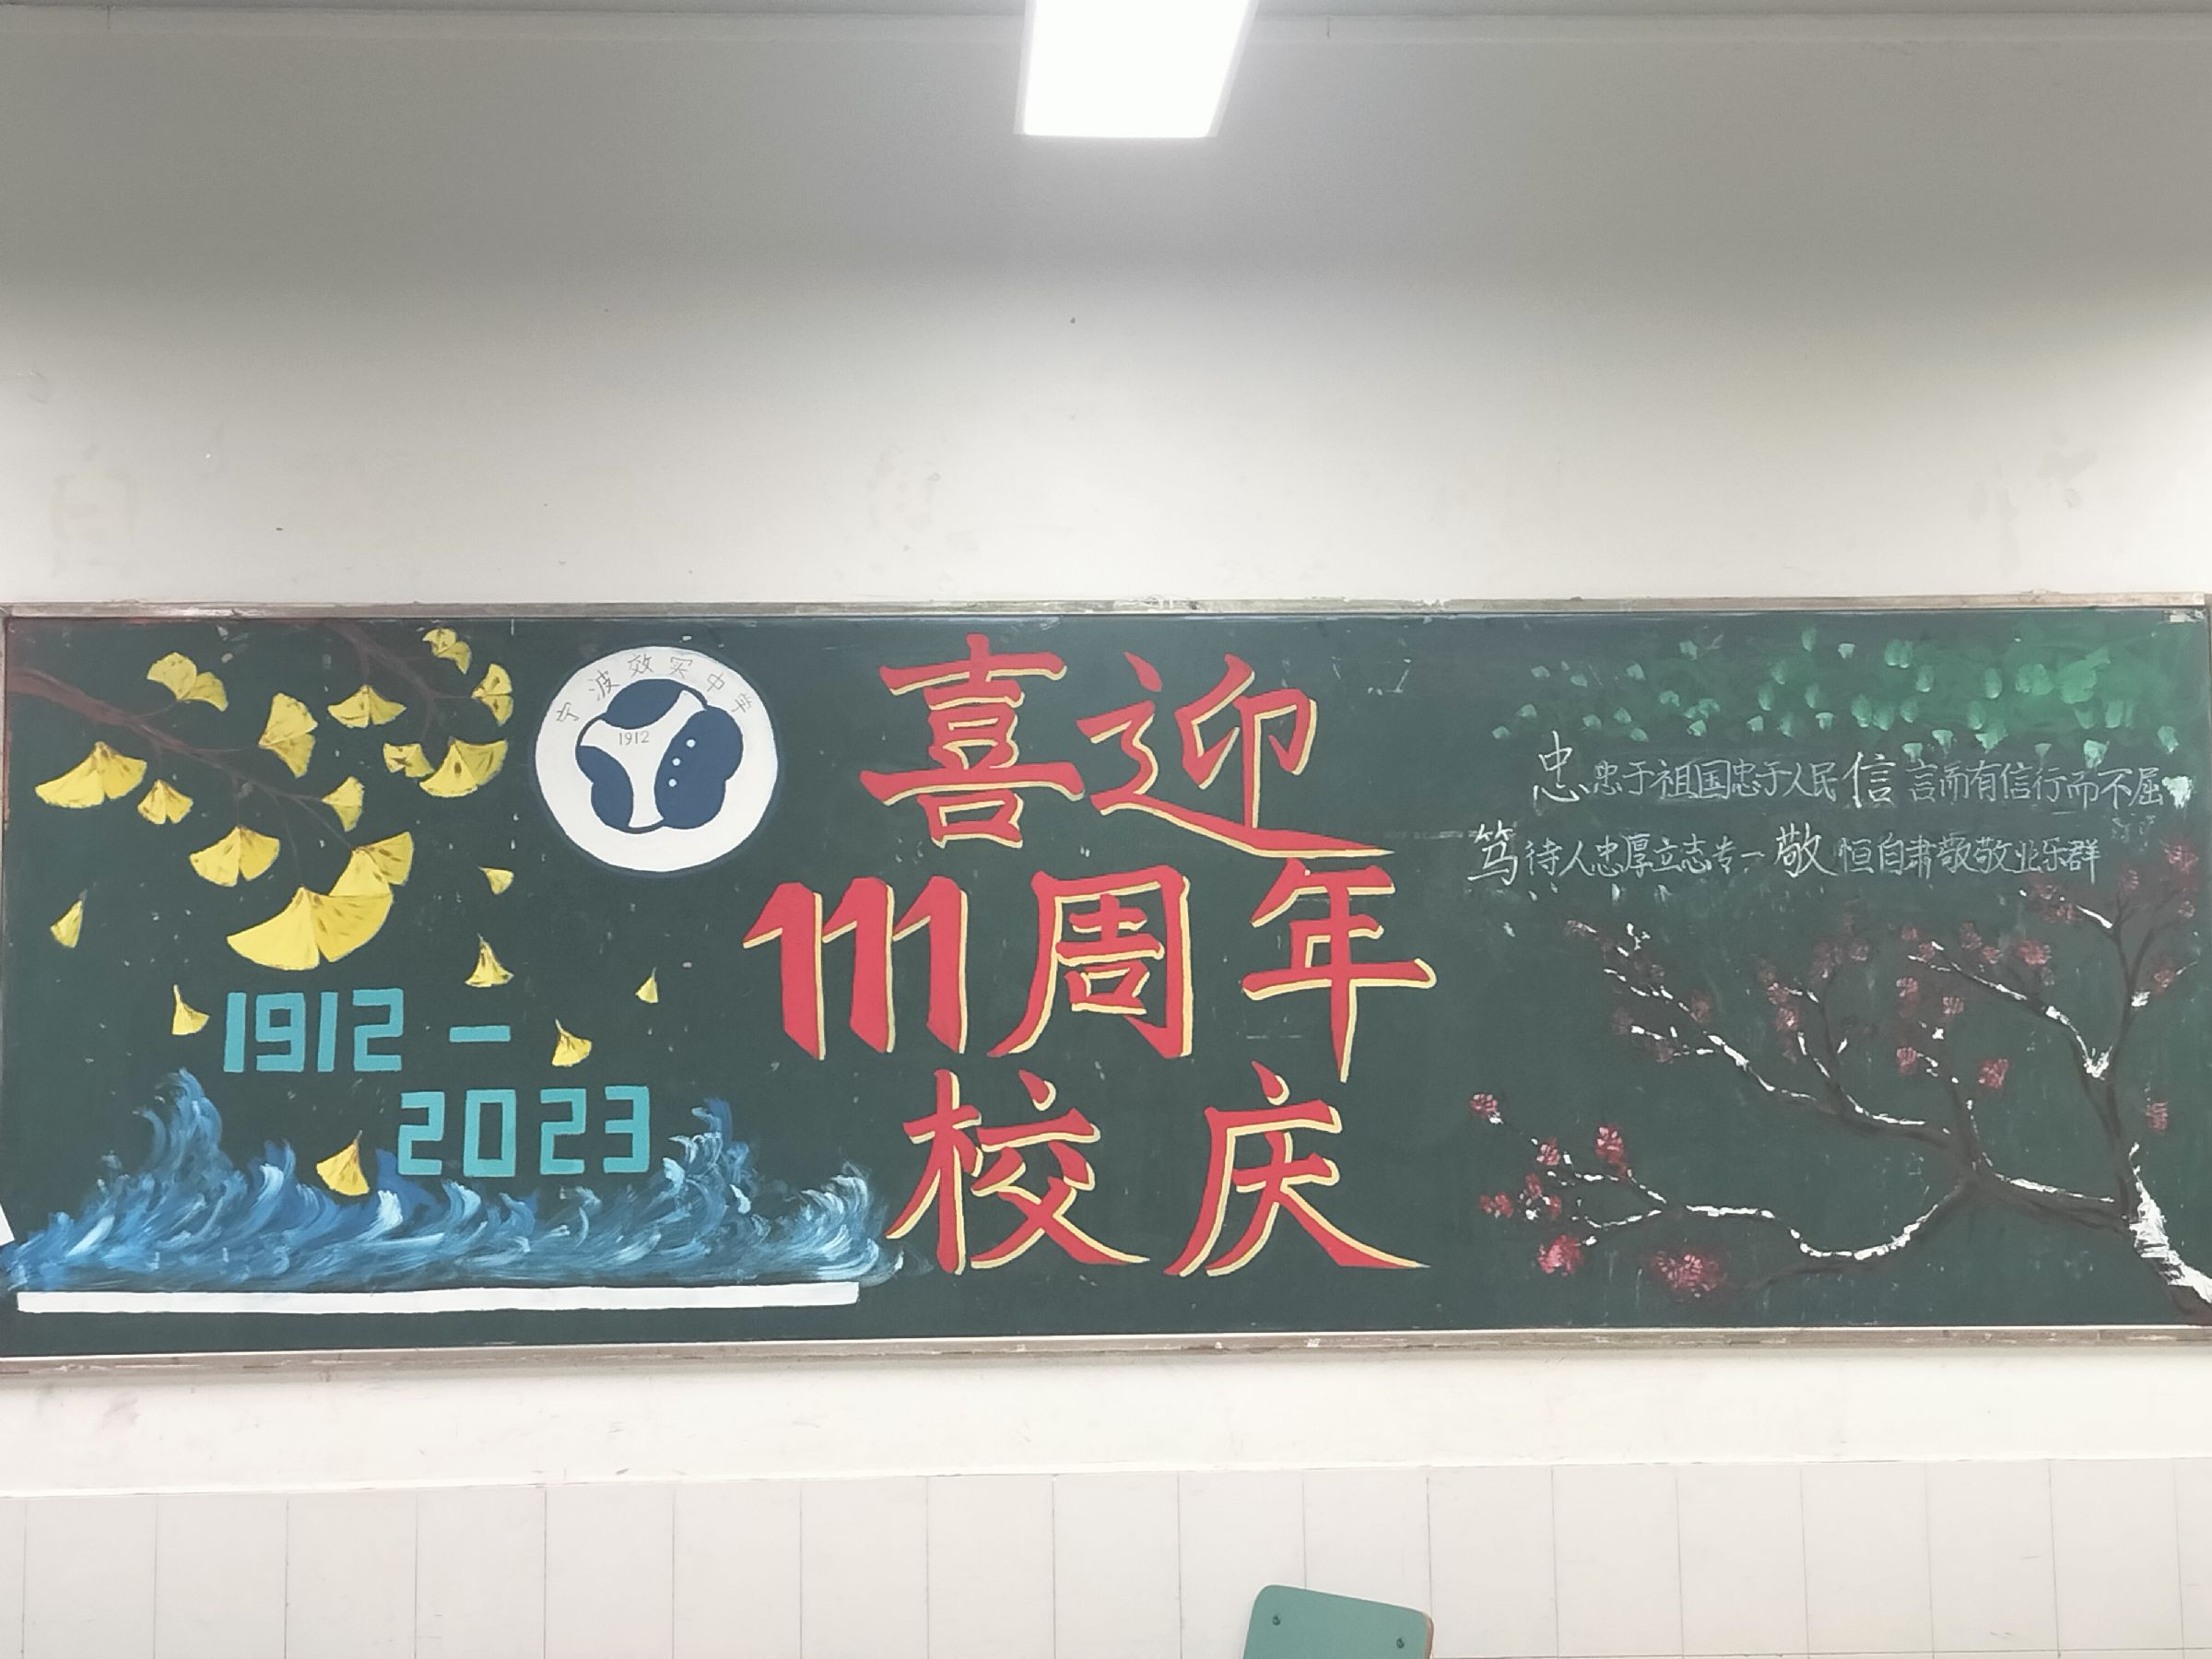 宁波效实中学
1912
喜迎
111周年
校庆
1912-
2023
忠 忠于祖国忠于人民 信 言而有信行而不屈
笃 待人忠厚立志专一 敬 恒自肃敬敬业乐群